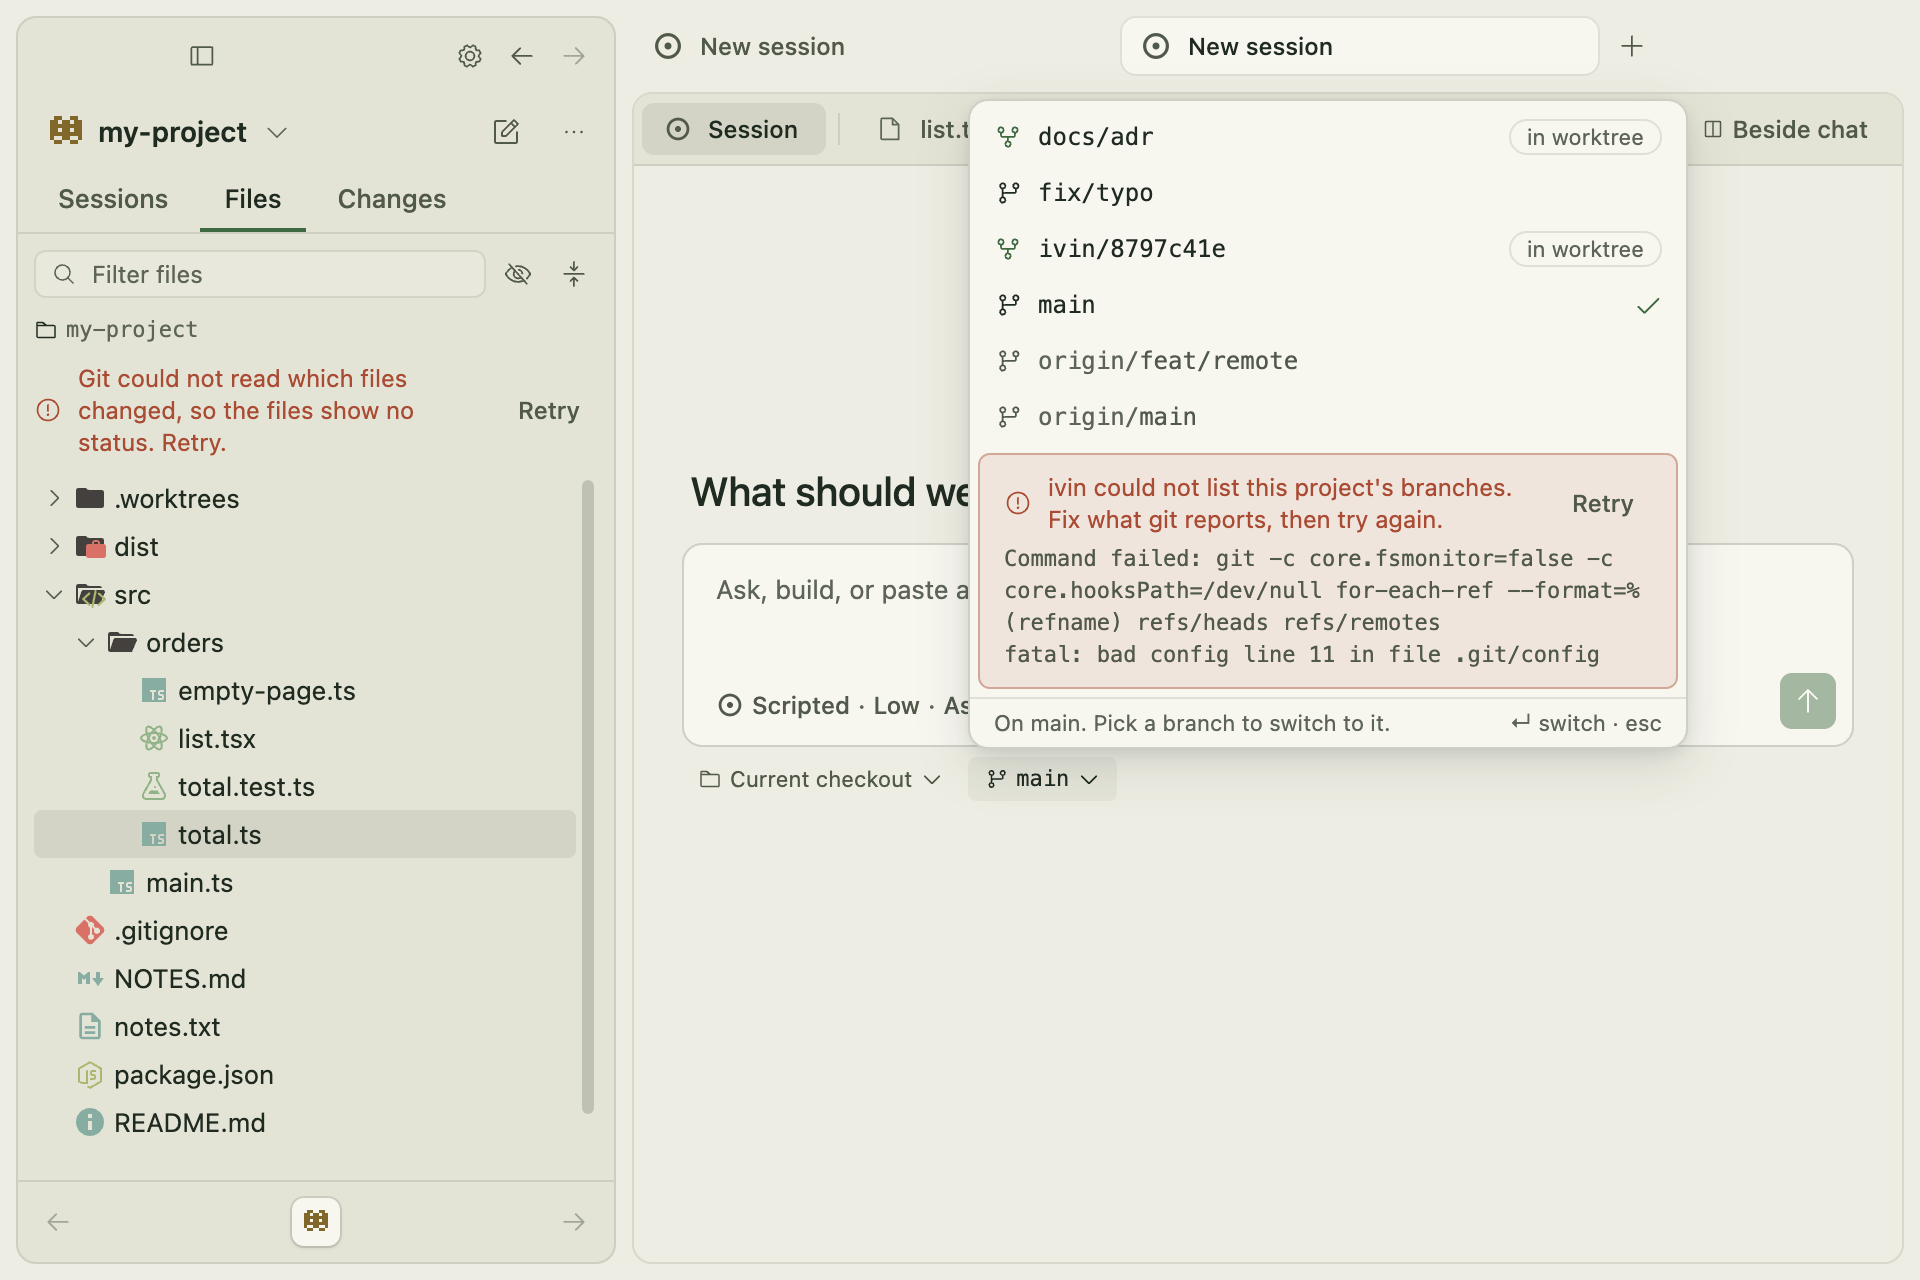 New session
New session
my-project
Sessions
Files
Changes
Filter files
my-project
Git could not read which files
changed, so the files show no
status. Retry.
Retry
.worktrees
dist
src
orders
empty-page.ts
list.tsx
total.test.ts
total.ts
main.ts
.gitignore
NOTES.md
notes.txt
package.json
README.md
Session
list.t
Beside chat
docs/adr
in worktree
fix/typo
ivin/8797c41e
in worktree
main
origin/feat/remote
origin/main
ivin could not list this project's branches.
Fix what git reports, then try again.
Retry
Command failed: git -c core.fsmonitor=false -c
core.hooksPath=/dev/null for-each-ref --format=%
(refname) refs/heads refs/remotes
fatal: bad config line 11 in file .git/config
On main. Pick a branch to switch to it.
↵ switch · esc
What should we
Ask, build, or paste a
Scripted · Low · As
Current checkout
main